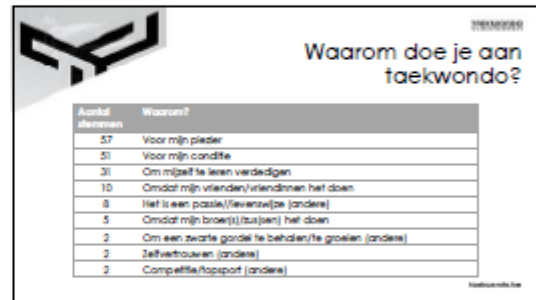 TAEKWONDO
Waarom doe je aan
taekwondo?
Aantal stemmen Waarom?
57 Voor mijn plezier
51 Voor mijn conditie
31 Om mijzelf te leren verdedigen
10 Omdat mijn vrienden/vriendinnen het doen
8 Het is een passie//levenswijze (andere)
5 Omdat mijn broer(s)/zus(sen) het doen
2 Om een zwarte gordel te behalen/te groeien (andere)
2 Zelfvertrouwen (andere)
2 Competitie/topsport (andere)
taekwondo.be